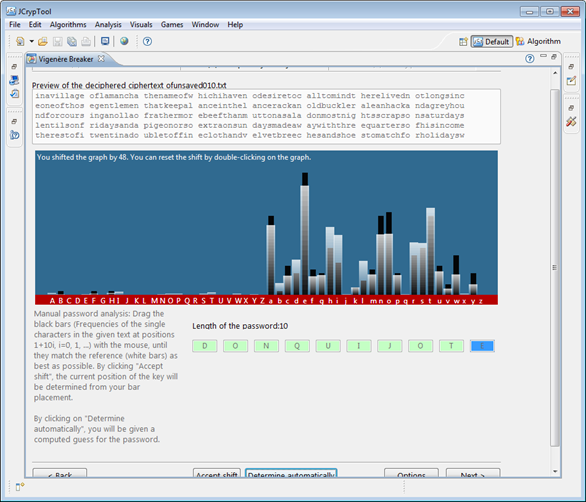 JCrypTool
File Edit Algorithms Analysis Visuals Games Window Help
Default Algorithm
Vigenère Breaker
Preview of the deciphered ciphertext ofunsaved010.txt
inavillage oflamancha thenameofw hichihaven odesiretoc alltomindt herelivedn otlongsinc
eoneofthos egentlemen thatkeepal anceinthel ancerackan oldbuckler aleanhacka ndagreyhou
ndforcours inganollao frathermor ebeefthanm uttonasala donmostnig htsscrapso nsaturdays
lentilsonf ridaysanda pigeonorso extraonsun daysmadeaw aywiththre equarterso fhisincome
therestofi twentinado ubletoffin eclothandv elvetbreec hesandshoe stomatchfo rholidaysw
You shifted the graph by 48. You can reset the shift by double-clicking on the graph.
A B C D E F G H I J K L M N O P Q R S T U V W X Y Z a b c d e f g h i j k l m n o p q r s t u v w x y z
Manual password analysis: Drag the
black bars (Frequencies of the single
characters in the given text at positions
1+10i, i=0, 1, ...) with the mouse, until
they match the reference (white bars) as
best as possible. By clicking "Accept
shift", the current position of the key will
be determined from your bar
placement.
By clicking on "Determine
automatically", you will be given a
computed guess for the password.
Length of the password:10
D O N Q U I J O T
< Back Accept shift Determine automatically Options Next >